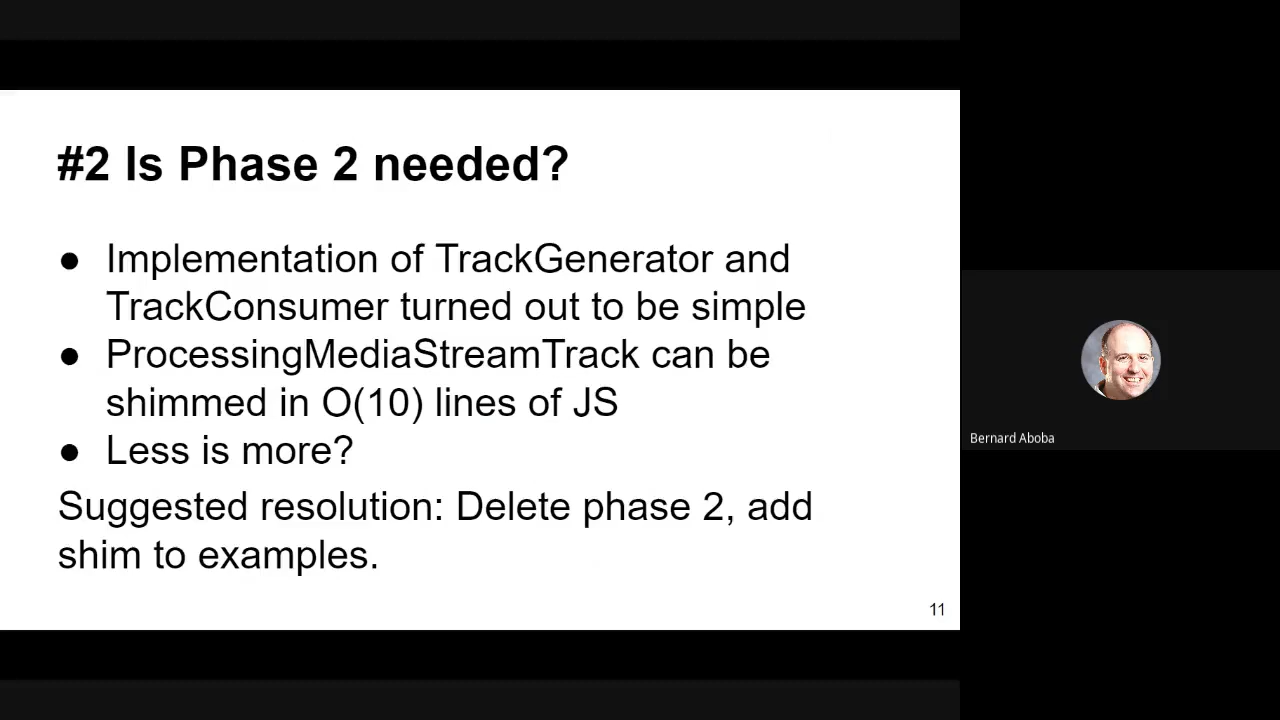 #2 Is Phase 2 needed?
● Implementation of TrackGenerator and
TrackConsumer turned out to be simple
● ProcessingMediaStreamTrack can be
shimmed in O(10) lines of JS
● Less is more?
Suggested resolution: Delete phase 2, add
shim to examples.
11
Bernard Aboba